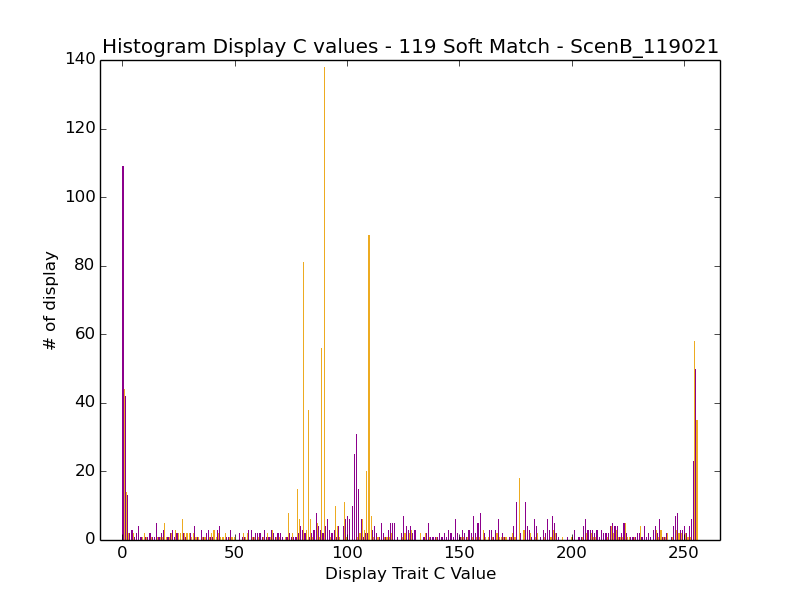 Histogram Display C values - 119 Soft Match - ScenB_119021
140
120
100
80
60
40
20
0
# of display
0 50 100 150 200 250
Display Trait C Value